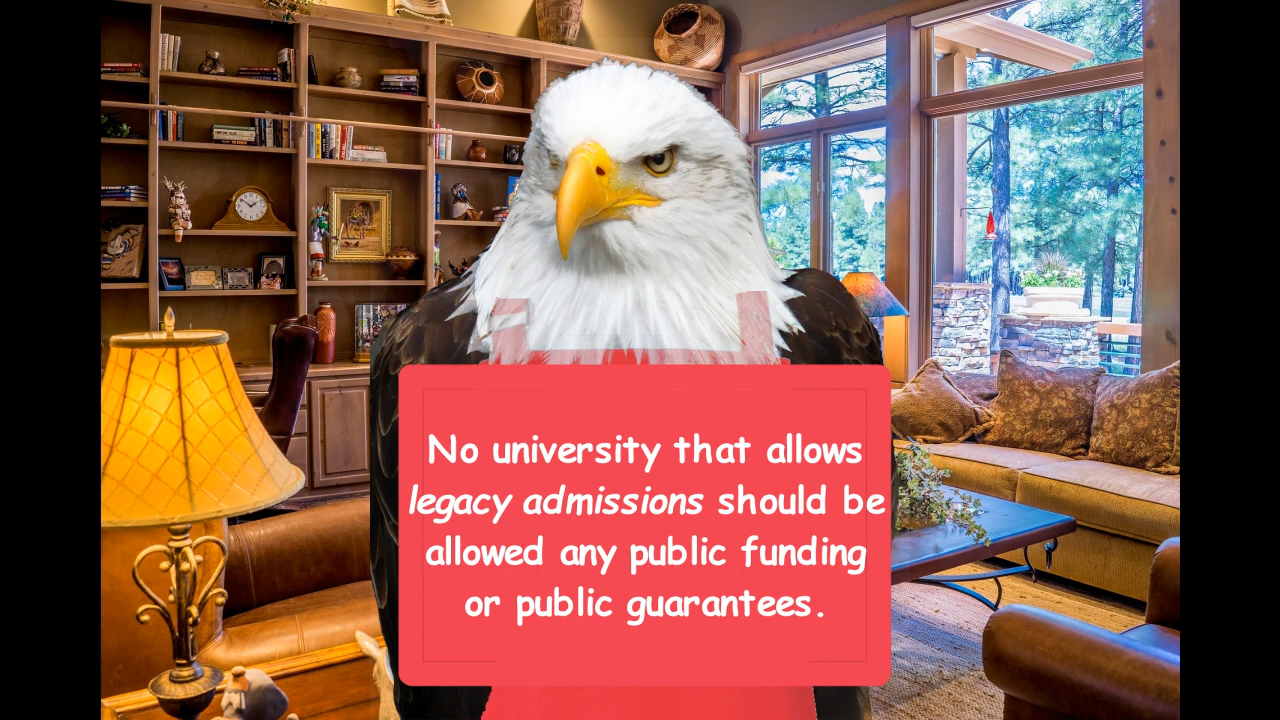 No university that allows
legacy admissions should be
allowed any public funding
or public guarantees.